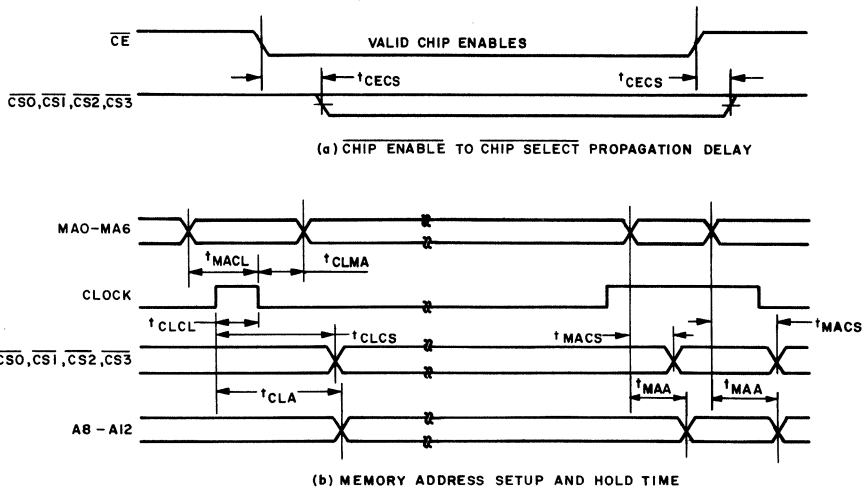 CE
VALID CHIP ENABLES
tCECS
tCECS
CS0,CS1,CS2,CS3
(a) CHIP ENABLE TO CHIP SELECT PROPAGATION DELAY
MA0-MA6
tMACL
tCLMA
CLOCK
tCLCL
tCLCS
tMACS
tMACS
CS0,CS1,CS2,CS3
tCLA
tMAA
tMAA
A8-A12
(b) MEMORY ADDRESS SETUP AND HOLD TIME